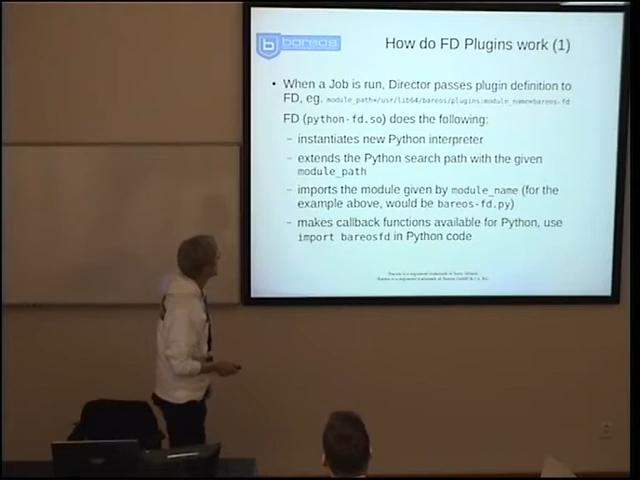 bareos
How do FD Plugins work (1)
• When a Job is run, Director passes plugin definition to
FD, eg. module_path=/usr/lib64/bareos/plugins:module_name=bareos-fd
FD (python-fd.so) does the following:
– instantiates new Python interpreter
– extends the Python search path with the given
module_path
– imports the module given by module_name (for the
example above, would be bareos-fd.py)
– makes callback functions available for Python, use
import bareosfd in Python code